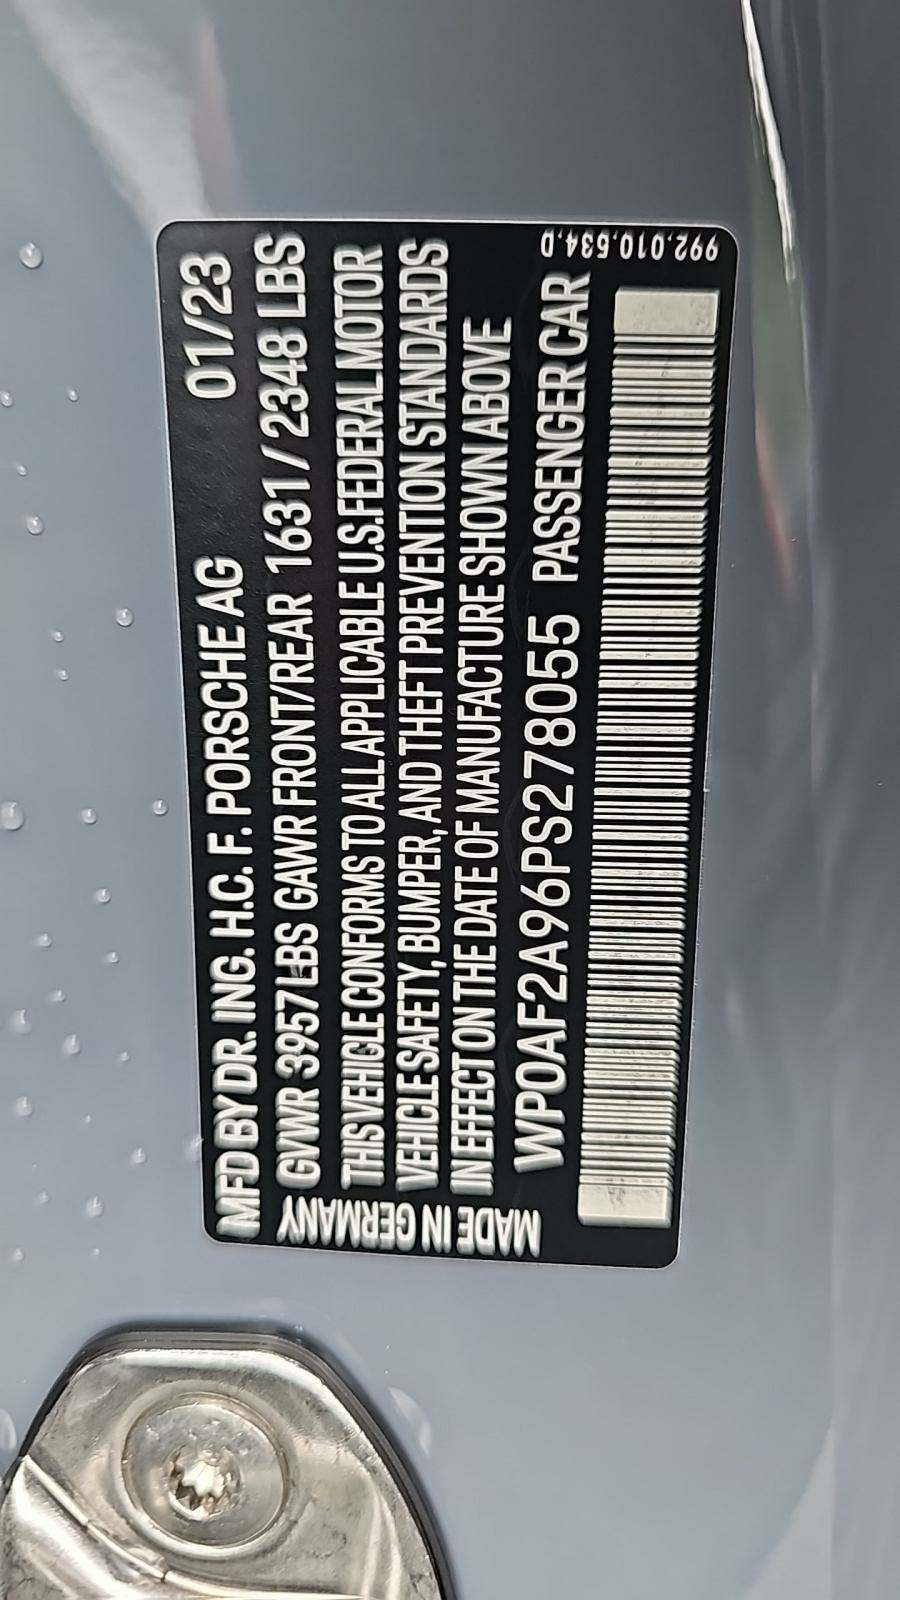 MFD BY DR. ING. H.C. F. PORSCHE AG 01/23
GVWR 3957 LBS GAWR FRONT/REAR 1631 / 2348 LBS
THIS VEHICLE CONFORMS TO ALL APPLICABLE U.S. FEDERAL MOTOR
VEHICLE SAFETY, BUMPER, AND THEFT PREVENTION STANDARDS
IN EFFECT ON THE DATE OF MANUFACTURE SHOWN ABOVE
WP0AF2A96PS278055 PASSENGER CAR
MADE IN GERMANY
992.010.534.D